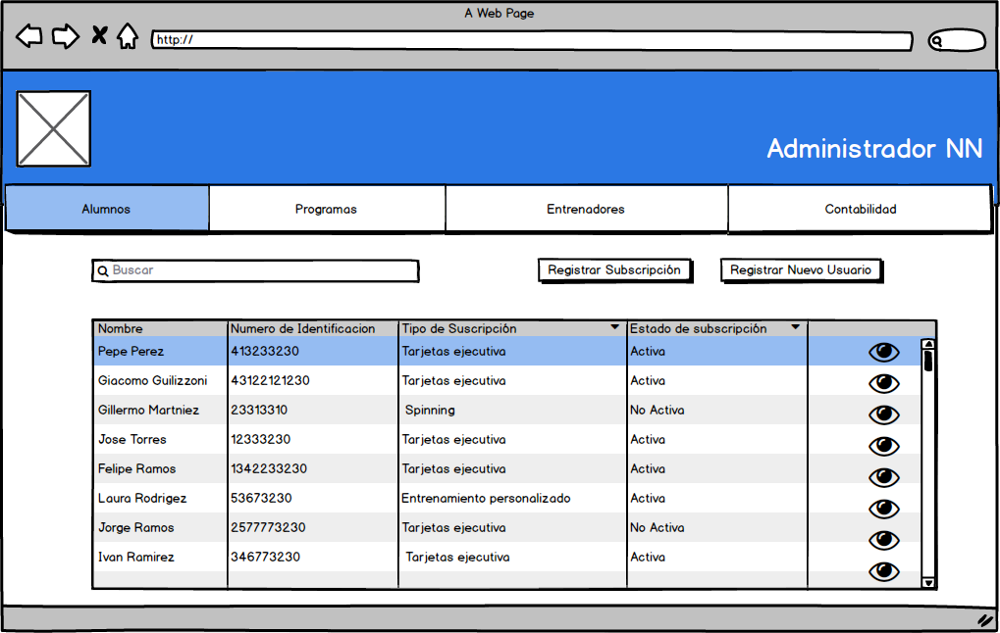 A Web Page
http://
Administrador NN
Alumnos Programas Entrenadores Contabilidad
Buscar Registrar Subscripción Registrar Nuevo Usuario
Nombre Numero de Identificacion Tipo de Suscripción Estado de subscripción
Pepe Perez 413233230 Tarjetas ejecutiva Activa
Giacomo Guilizzoni 43122121230 Tarjetas ejecutiva Activa
Gillermo Martniez 23313310 Spinning No Activa
Jose Torres 12333230 Tarjetas ejecutiva Activa
Felipe Ramos 1342233230 Tarjetas ejecutiva Activa
Laura Rodrigez 53673230 Entrenamiento personalizado Activa
Jorge Ramos 2577773230 Tarjetas ejecutiva No Activa
Ivan Ramirez 346773230 Tarjetas ejecutiva Activa